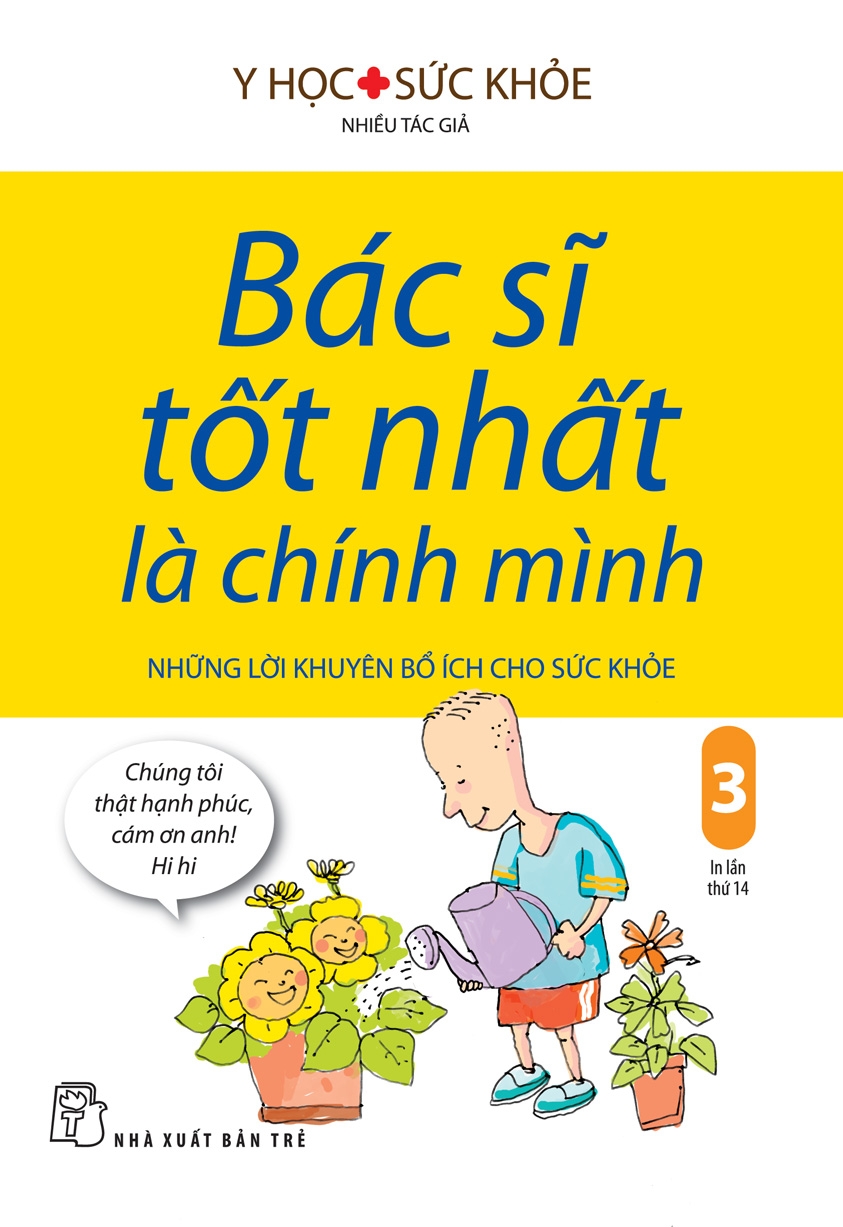 Y HỌC SỨC KHỎE
NHIỀU TÁC GIẢ
Bác sĩ
tốt nhất
là chính mình
NHỮNG LỜI KHUYÊN BỔ ÍCH CHO SỨC KHỎE
Chúng tôi
thật hạnh phúc,
cám ơn anh!
Hi hi
3
In lần
thứ 14
T
NHÀ XUẤT BẢN TRẺ